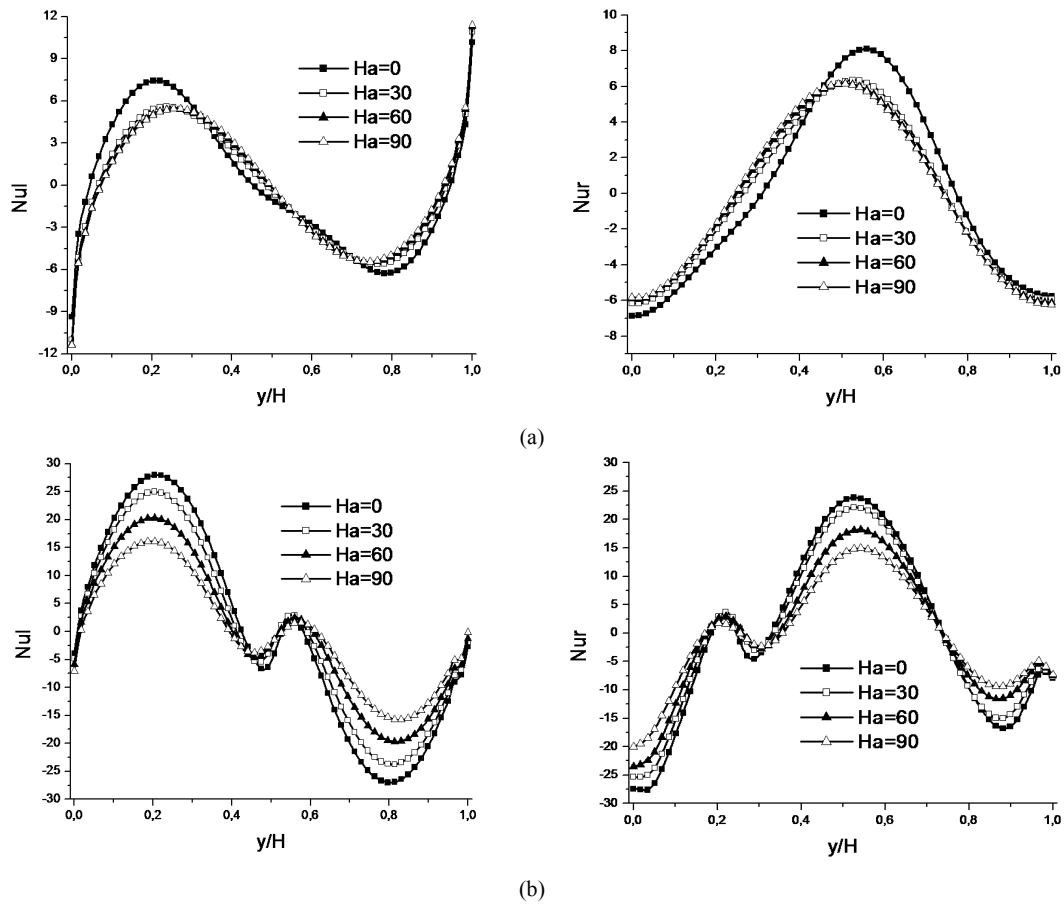 12
9
6
3
0
-3
-6
-9
-12
Nul
0,0 0,2 0,4 0,6 0,8 1,0
y/H
Ha=0
Ha=30
Ha=60
Ha=90
10
8
6
4
2
0
-2
-4
-6
-8
Nur
0,0 0,2 0,4 0,6 0,8 1,0
y/H
Ha=0
Ha=30
Ha=60
Ha=90
(a)
30
25
20
15
10
5
0
-5
-10
-15
-20
-25
-30
Nul
0,0 0,2 0,4 0,6 0,8 1,0
y/H
Ha=0
Ha=30
Ha=60
Ha=90
30
25
20
15
10
5
0
-5
-10
-15
-20
-25
-30
Nur
0,0 0,2 0,4 0,6 0,8 1,0
y/H
Ha=0
Ha=30
Ha=60
Ha=90
(b)